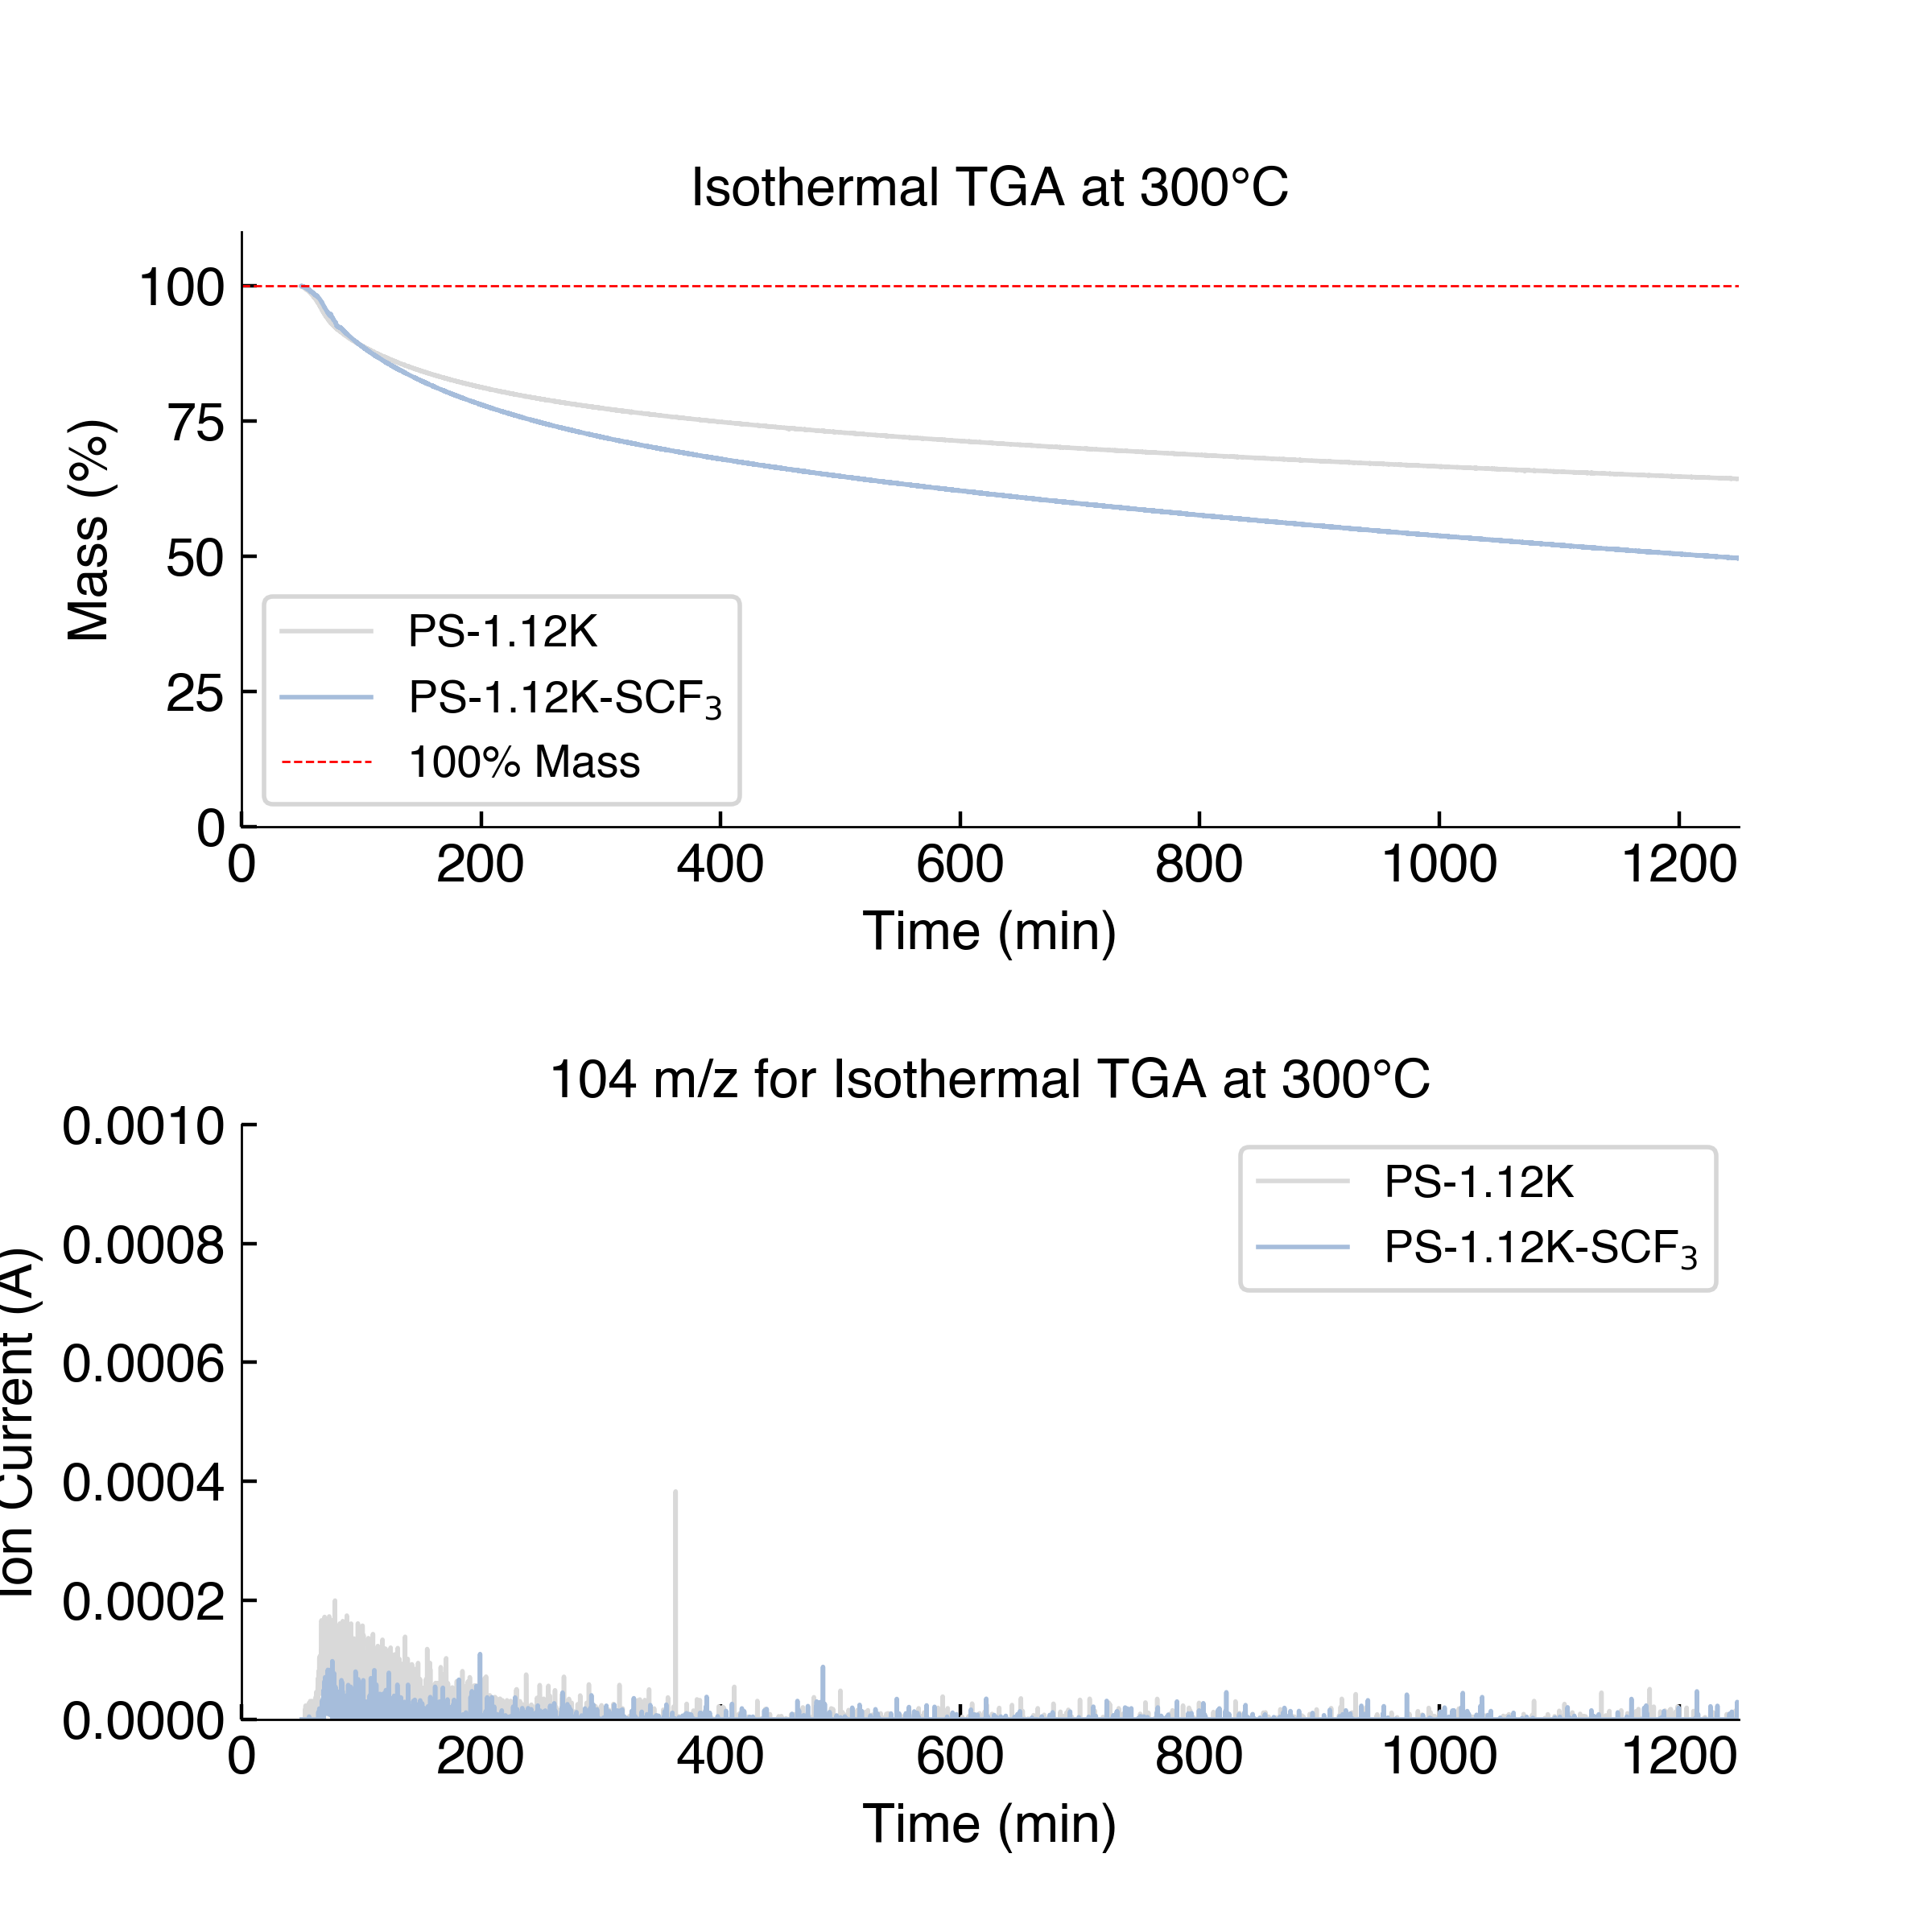 Isothermal TGA at 300°C
100
75
50
25
0
Mass (%)
PS-1.12K
PS-1.12K-SCF₃
100% Mass
0 200 400 600 800 1000 1200
Time (min)
104 m/z for Isothermal TGA at 300°C
0.0010
0.0008
0.0006
0.0004
0.0002
0.0000
Ion Current (A)
PS-1.12K
PS-1.12K-SCF₃
0 200 400 600 800 1000 1200
Time (min)